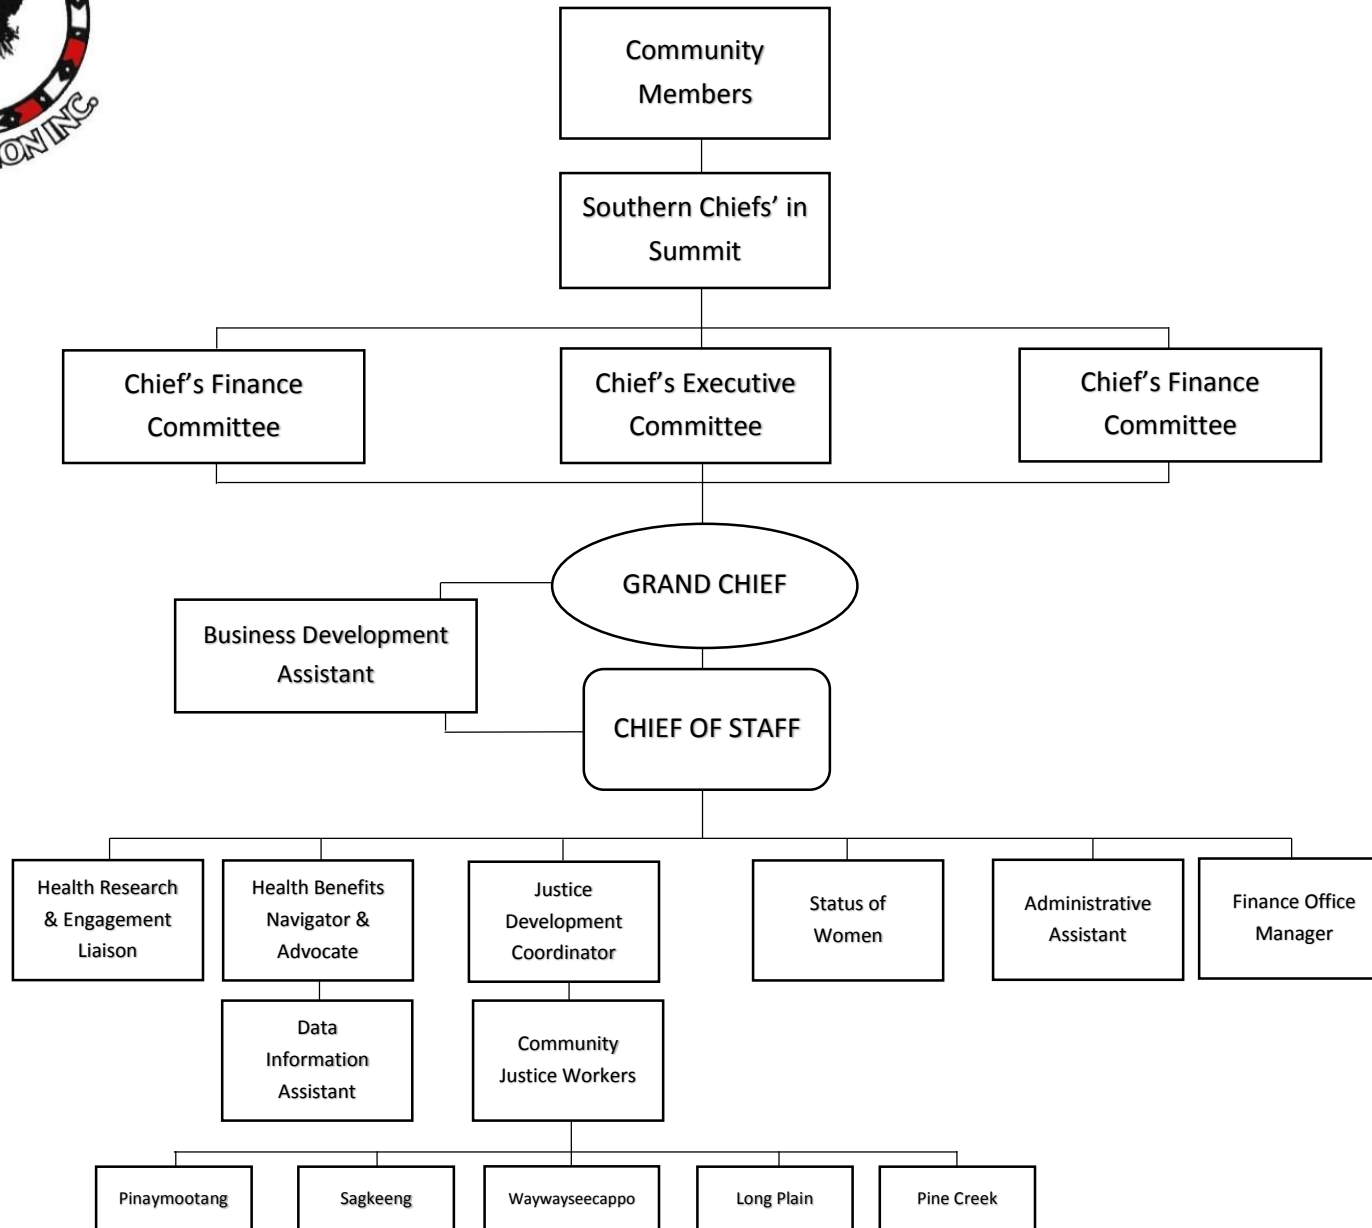 ON INC.
Community
Members
Southern Chiefs’ in
Summit
Chief’s Finance
Committee
Chief’s Executive
Committee
Chief’s Finance
Committee
GRAND CHIEF
Business Development
Assistant
CHIEF OF STAFF
Health Research
& Engagement
Liaison
Health Benefits
Navigator &
Advocate
Justice
Development
Coordinator
Status of
Women
Administrative
Assistant
Finance Office
Manager
Data
Information
Assistant
Community
Justice Workers
Pinaymootang
Sagkeeng
Waywayseecappo
Long Plain
Pine Creek